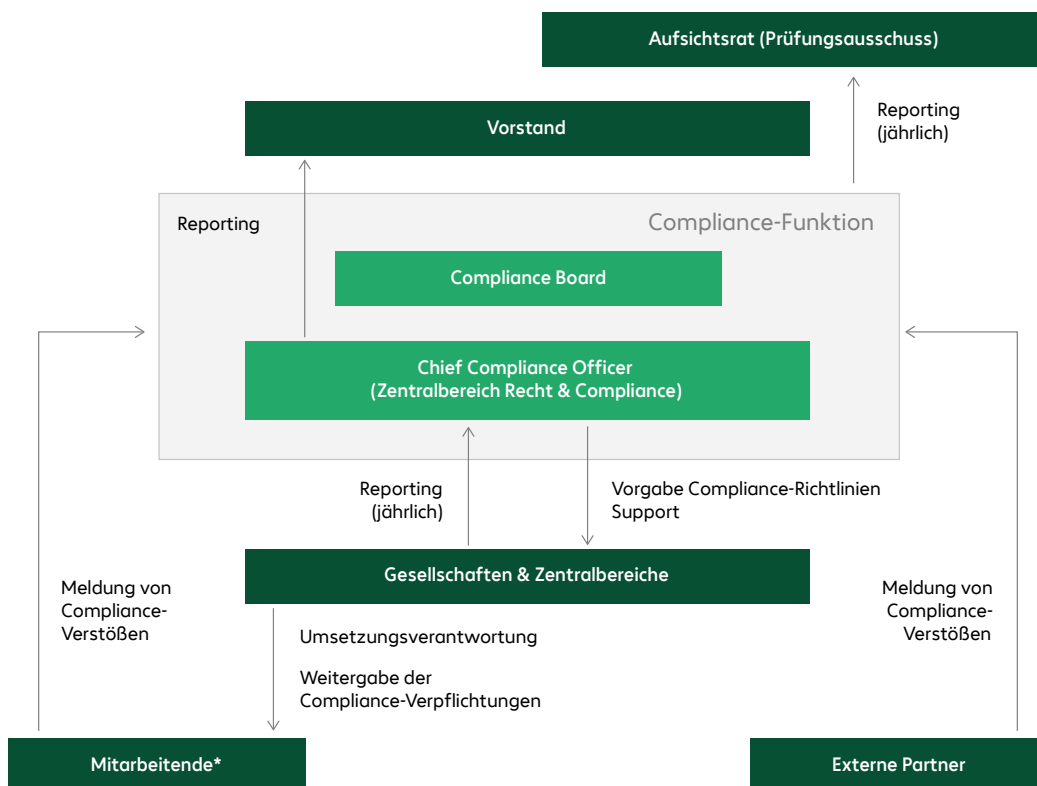 Aufsichtsrat (Prüfungsausschuss)
Reporting
(jährlich)
Vorstand
Reporting
Compliance-Funktion
Compliance Board
Chief Compliance Officer
(Zentralbereich Recht & Compliance)
Reporting
(jährlich)
Vorgabe Compliance-Richtlinien
Support
Gesellschaften & Zentralbereiche
Meldung von
Compliance-
Verstößen
Umsetzungsverantwortung
Weitergabe der
Compliance-Verpflichtungen
Meldung von
Compliance-
Verstößen
Mitarbeitende*
Externe Partner